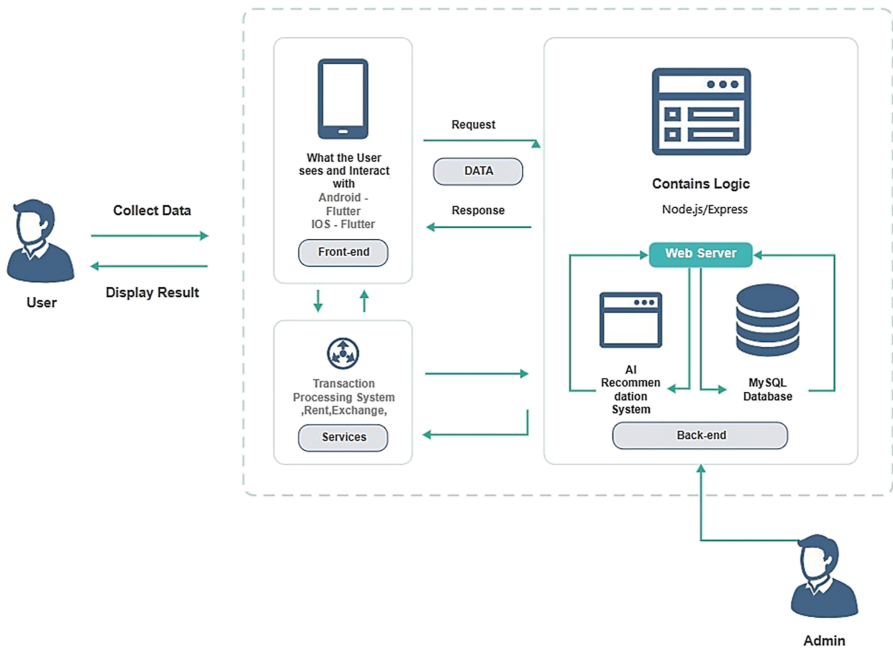 Collect Data
Display Result
User
What the User
sees and Interact
with
Android -
Flutter
IOS - Flutter
Front-end
Request
DATA
Response
Contains Logic
Node.js/Express
Web Server
AI
Recommen
dation
System
MySQL
Database
Back-end
Transaction
Processing System
,Rent,Exchange,
Services
Admin